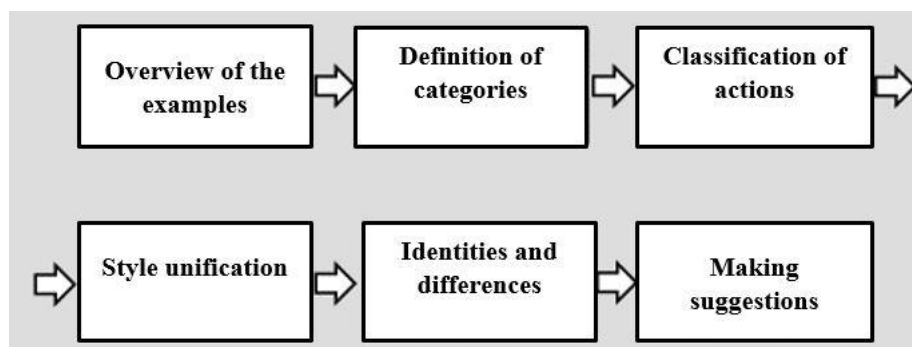 Overview of the
examples
Definition of
categories
Classification of
actions
Style unification
Identities and
differences
Making
suggestions